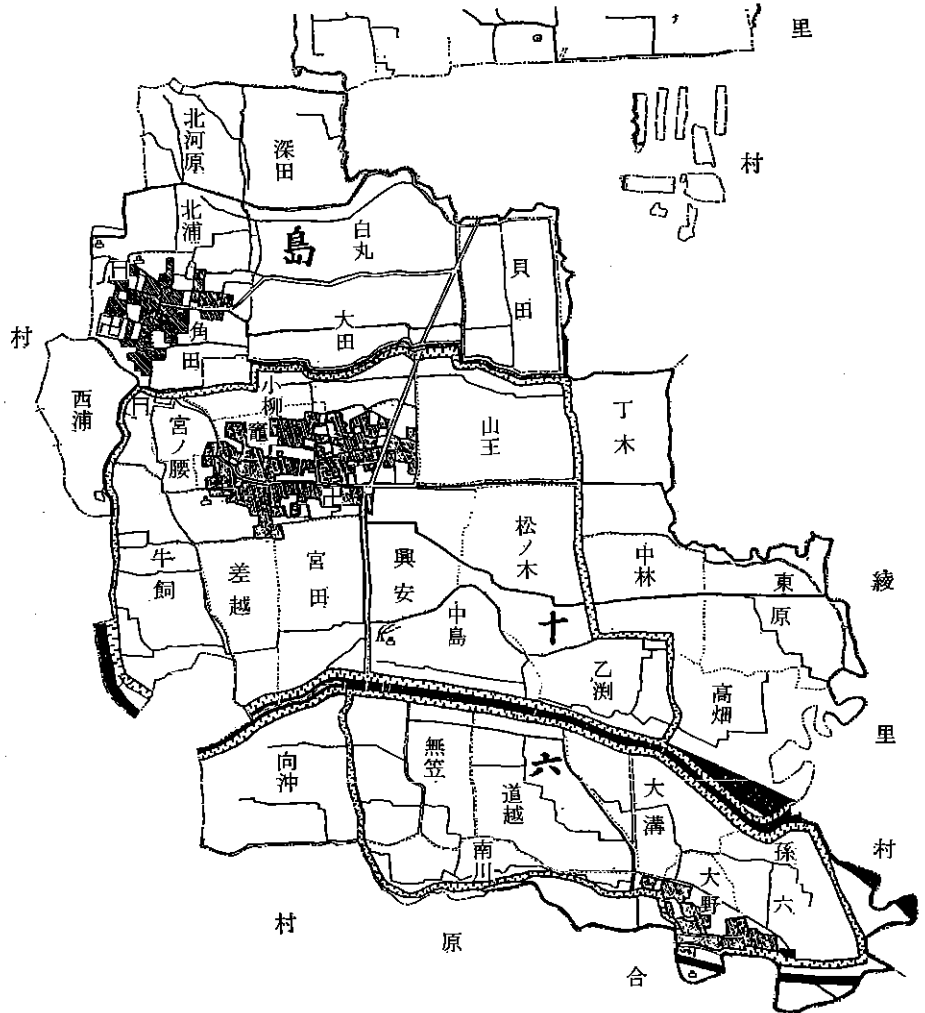 里
村
北河原
深田
北浦
島
白丸
貝田
角田
大田
村
西浦
小柳
宮ノ腰
竈
山王
丁木
牛飼
差越
宮田
興安
松ノ木
中林
東原
綾
中島
十
乙渕
高畑
里
向沖
無笠
六
道越
大溝
孫六
村
南川
大野
村
原
合